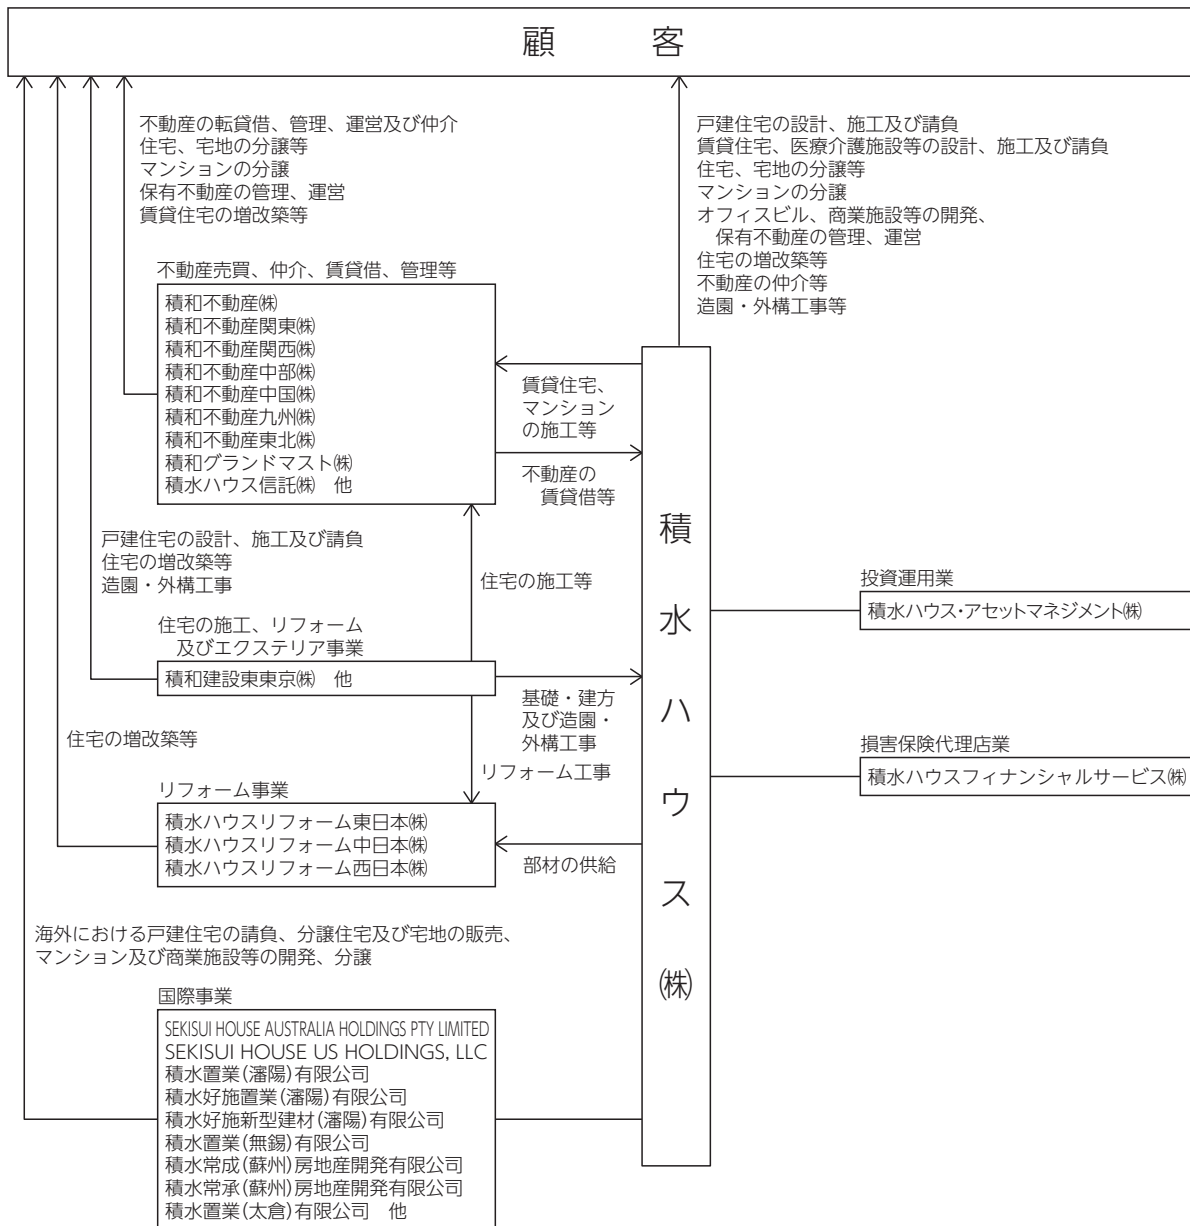 顧　客
不動産の転貸借、管理、運営及び仲介
住宅、宅地の分譲等
マンションの分譲
保有不動産の管理、運営
賃貸住宅の増改築等
戸建住宅の設計、施工及び請負
賃貸住宅、医療介護施設等の設計、施工及び請負
住宅、宅地の分譲等
マンションの分譲
オフィスビル、商業施設等の開発、
保有不動産の管理、運営
住宅の増改築等
不動産の仲介等
造園・外構工事等
不動産売買、仲介、賃貸借、管理等
積和不動産㈱
積和不動産関東㈱
積和不動産関西㈱
積和不動産中部㈱
積和不動産中国㈱
積和不動産九州㈱
積和不動産東北㈱
積和グランドマスト㈱
積水ハウス信託㈱　他
賃貸住宅、
マンション
の施工等
不動産の
賃貸借等
積水ハウス㈱
戸建住宅の設計、施工及び請負
住宅の増改築等
造園・外構工事
住宅の施工等
住宅の施工、リフォーム
及びエクステリア事業
積和建設東東京㈱　他
基礎・建方
及び造園・
外構工事
投資運用業
積水ハウス・アセットマネジメント㈱
損害保険代理店業
積水ハウスフィナンシャルサービス㈱
住宅の増改築等
リフォーム工事
リフォーム事業
積水ハウスリフォーム東日本㈱
積水ハウスリフォーム中日本㈱
積水ハウスリフォーム西日本㈱
部材の供給
海外における戸建住宅の請負、分譲住宅及び宅地の販売、
マンション及び商業施設等の開発、分譲
国際事業
SEKISUI HOUSE AUSTRALIA HOLDINGS PTY LIMITED
SEKISUI HOUSE US HOLDINGS, LLC
積水置業(瀋陽)有限公司
積水好施置業(瀋陽)有限公司
積水好施新型建材(瀋陽)有限公司
積水置業(無錫)有限公司
積水常成(蘇州)房地産開発有限公司
積水常承(蘇州)房地産開発有限公司
積水置業(太倉)有限公司　他